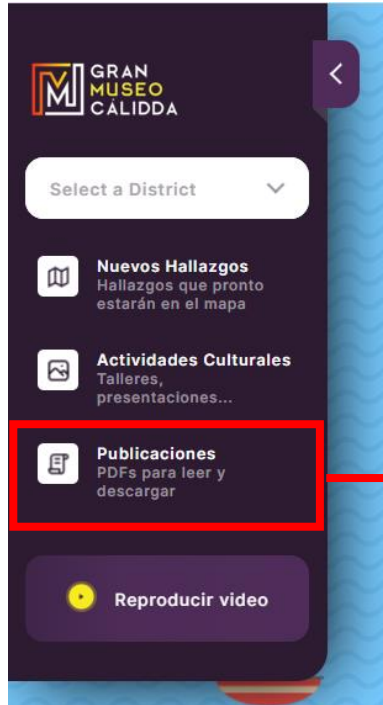 GRAN
MUSEO
CÁLIDDA
Select a District
Nuevos Hallazgos
Hallazgos que pronto
estarán en el mapa
Actividades Culturales
Talleres,
presentaciones...
Publicaciones
PDFs para leer y
descargar
Reproducir video